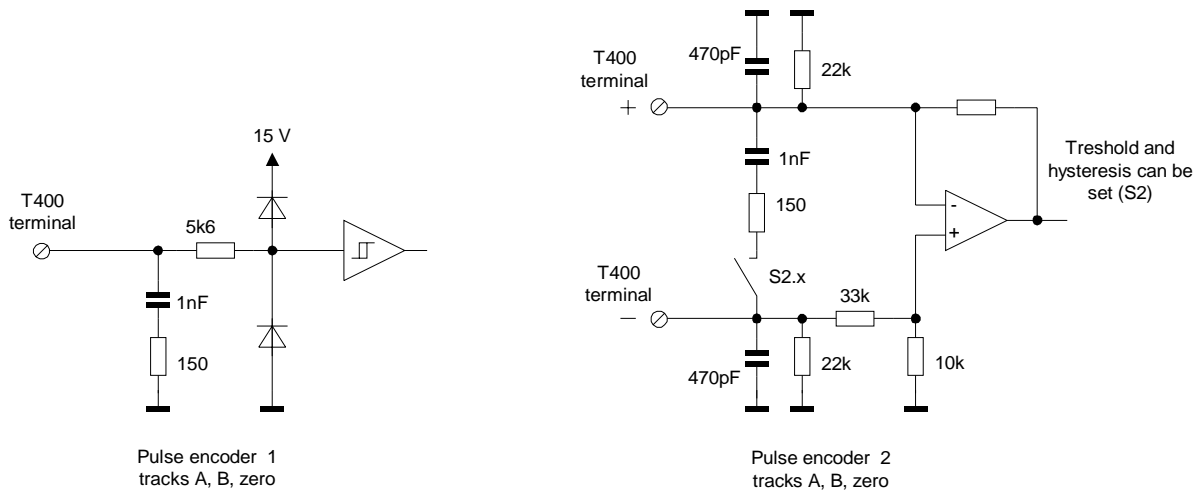 T400
terminal
15 V
5k6
1nF
150
Pulse encoder 1
tracks A, B, zero
T400
terminal
+
470pF
22k
1nF
150
S2.x
T400
terminal
−
33k
470pF
22k
10k
-
+
Treshold and
hysteresis can be
set (S2)
Pulse encoder 2
tracks A, B, zero